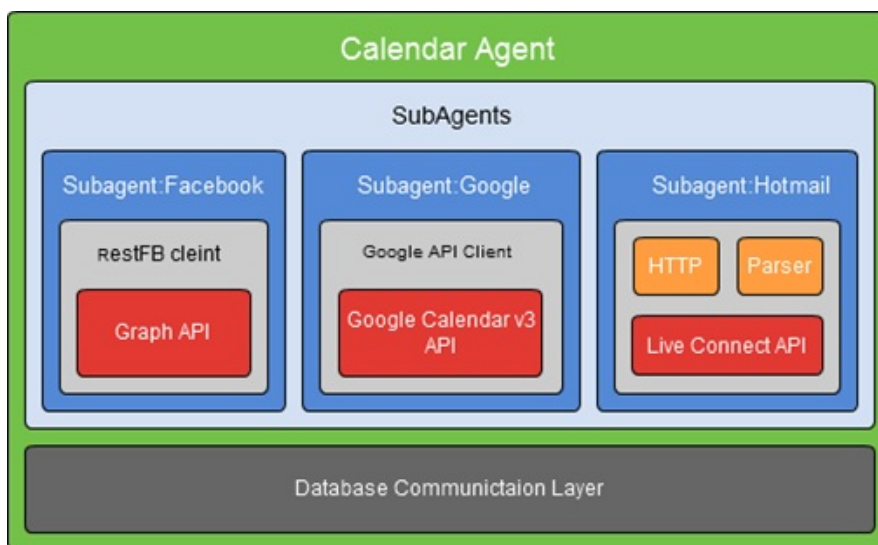 Calendar Agent
SubAgents
Subagent:Facebook
RestFB cleint
Graph API
Subagent:Google
Google API Client
Google Calendar v3
API
Subagent:Hotmail
HTTP
Parser
Live Connect API
Database Communictaion Layer